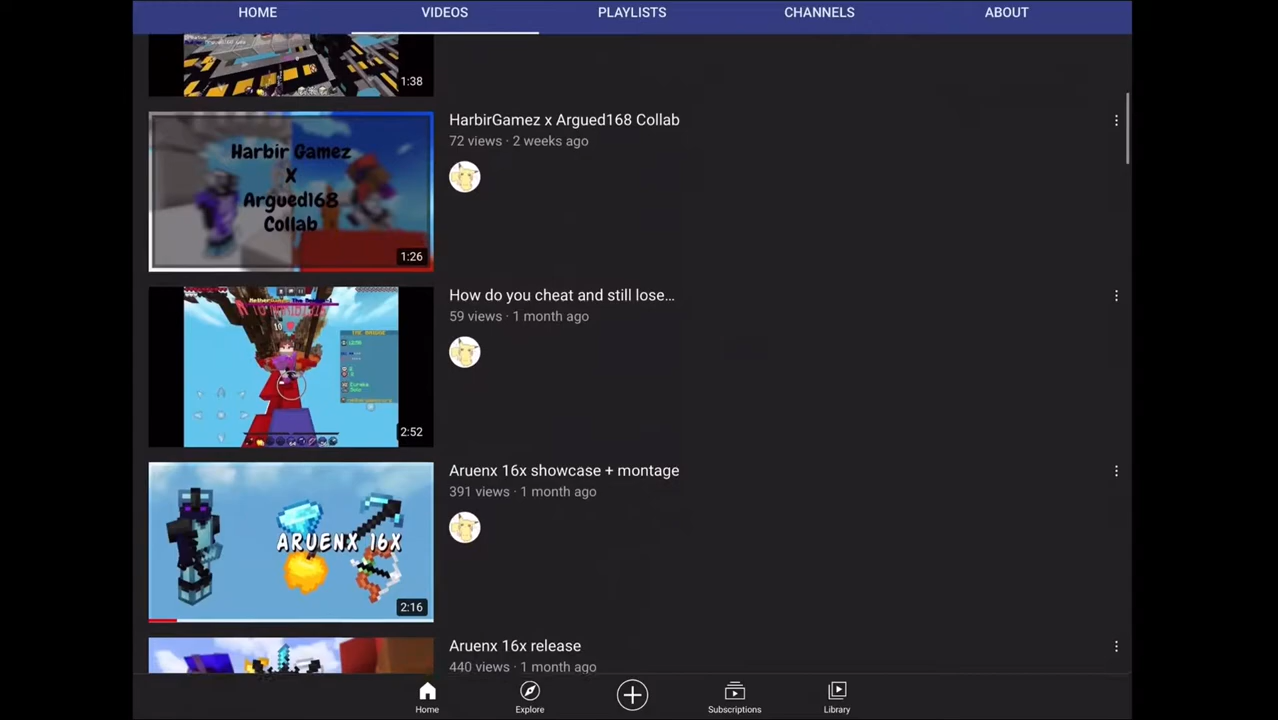 HOME
VIDEOS
PLAYLISTS
CHANNELS
ABOUT
1:38
Harbir Gamez
X
Argued168
Collab
1:26
HarbirGamez x Argued168 Collab
72 views · 2 weeks ago
10
THE BRIDGE
2:52
How do you cheat and still lose...
59 views · 1 month ago
ARUENX 16X
2:16
Aruenx 16x showcase + montage
391 views · 1 month ago
Aruenx 16x release
440 views · 1 month ago
Home
Explore
Subscriptions
Library